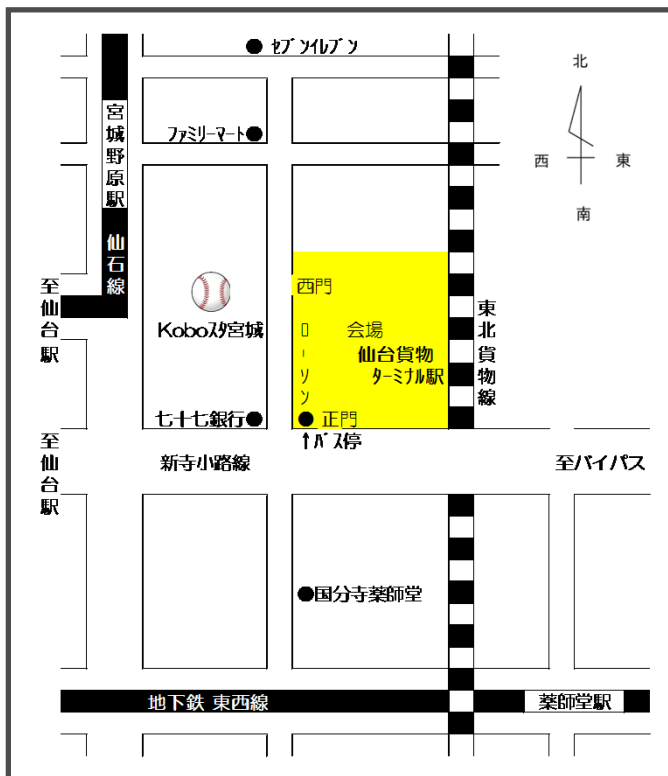 セブンイレブン
北
ファミリーマート
西
東
南
宮城野原駅
仙石線
至仙台駅
西門
Koboスタ宮城
ローソン
会場
仙台貨物
ターミナル駅
東北貨物線
七十七銀行
正門
↑バス停
至仙台駅
新寺小路線
至バイパス
国分寺薬師堂
地下鉄 東西線
薬師堂駅